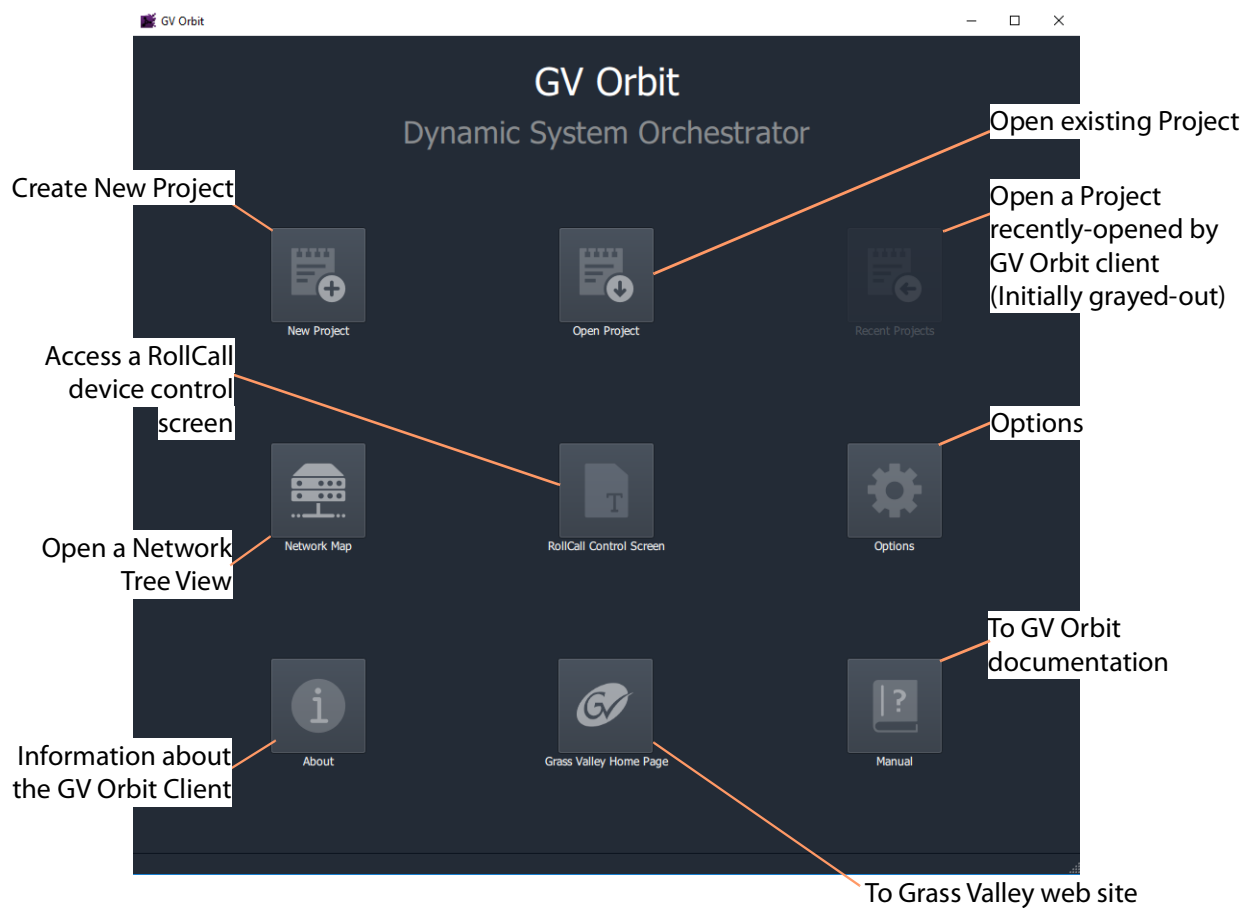 GV Orbit
GV Orbit
Dynamic System Orchestrator
Open existing Project
Create New Project
Open a Project
recently-opened by
GV Orbit client
(Initially grayed-out)
New Project
Open Project
Recent Projects
Access a RollCall
device control
screen
Options
T
Network Map
RollCall Control Screen
Options
Open a Network
Tree View
To GV Orbit
documentation
i
GV
?
About
Grass Valley Home Page
Manual
Information about
the GV Orbit Client
To Grass Valley web site